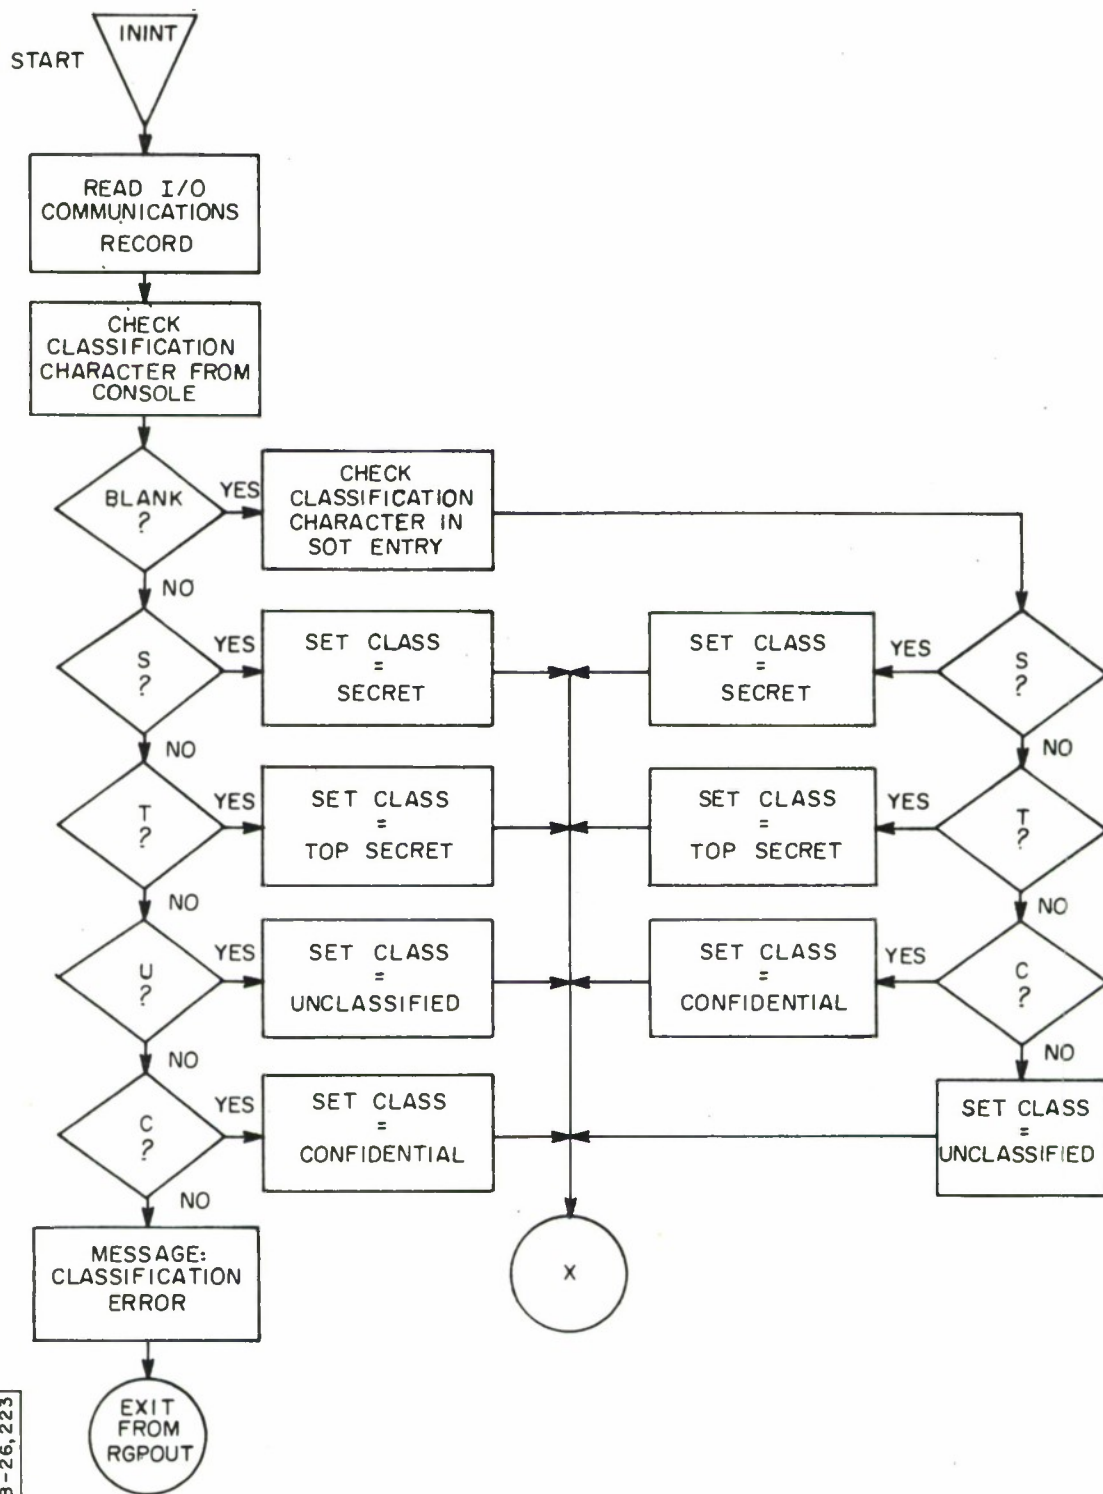 START
ININT
READ I/O
COMMUNICATIONS
RECORD
CHECK
CLASSIFICATION
CHARACTER FROM
CONSOLE
BLANK
?
YES
CHECK
CLASSIFICATION
CHARACTER IN
SOT ENTRY
NO
S
?
YES
SET CLASS
=
SECRET
SET CLASS
=
SECRET
YES
S
?
NO
NO
T
?
YES
SET CLASS
=
TOP SECRET
SET CLASS
=
TOP SECRET
YES
T
?
NO
NO
U
?
YES
SET CLASS
=
UNCLASSIFIED
SET CLASS
=
CONFIDENTIAL
YES
C
?
NO
NO
C
?
YES
SET CLASS
=
CONFIDENTIAL
SET CLASS
=
UNCLASSIFIED
NO
MESSAGE:
CLASSIFICATION
ERROR
X
EXIT
FROM
RGPOUT